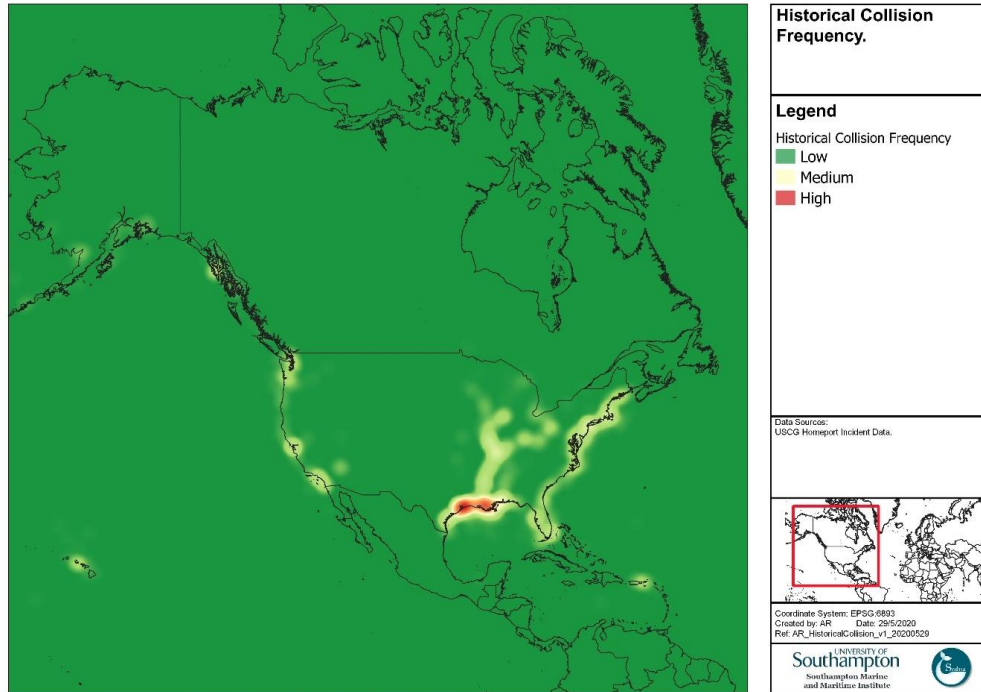 Historical Collision
Frequency.
Legend
Historical Collision Frequency
Low
Medium
High
Data Sources:
USCG Homeport Incident Data.
Coordinate System: EPSG:6893
Created by: AR Date: 29/5/2020
Ref: AR_HistoricalCollision_v1_20200529
UNIVERSITY OF
Southampton
Southampton Marine
and Maritime Institute